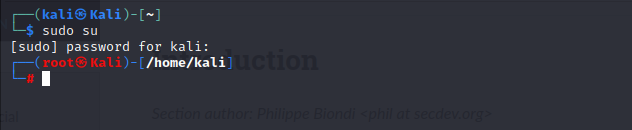 ┌──(kali㉿Kali)-[~]
└─$ sudo su
[sudo] password for kali:
┌──(root㉿Kali)-[/home/kali]
└─#
Introduction
Section author: Philippe Biondi <phil at secdev.org>